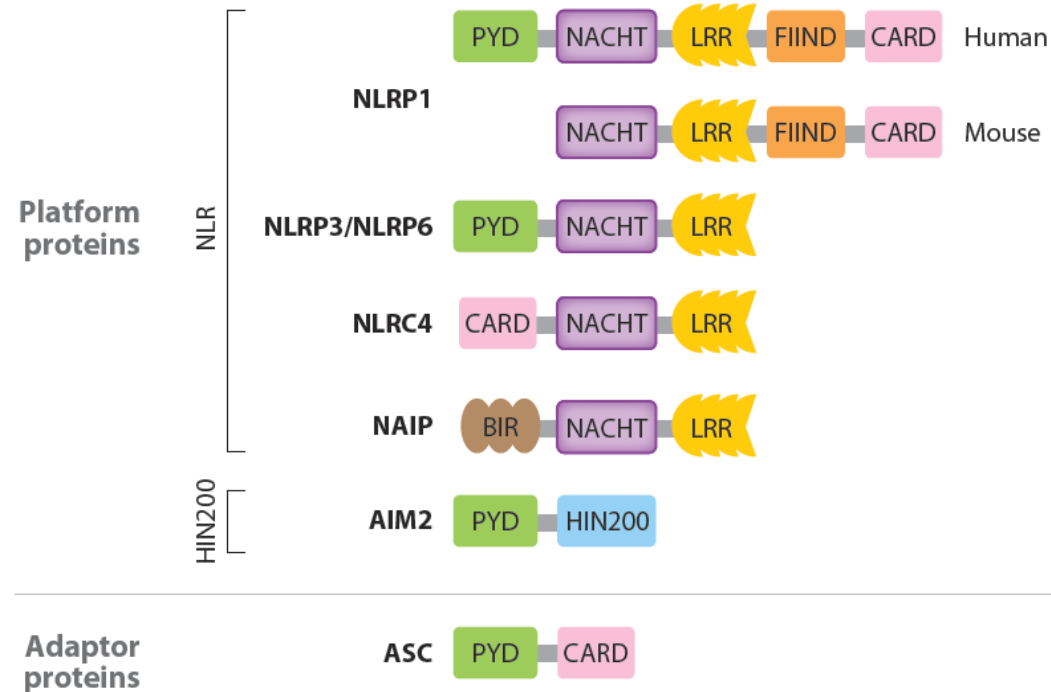 PYD NACHT LRR FIIND CARD Human
NLRP1
NACHT LRR FIIND CARD Mouse
Platform
proteins
NLR
NLRP3/NLRP6 PYD NACHT LRR
NLRC4 CARD NACHT LRR
NAIP BIR NACHT LRR
HIN200
AIM2 PYD HIN200
Adaptor
proteins
ASC PYD CARD